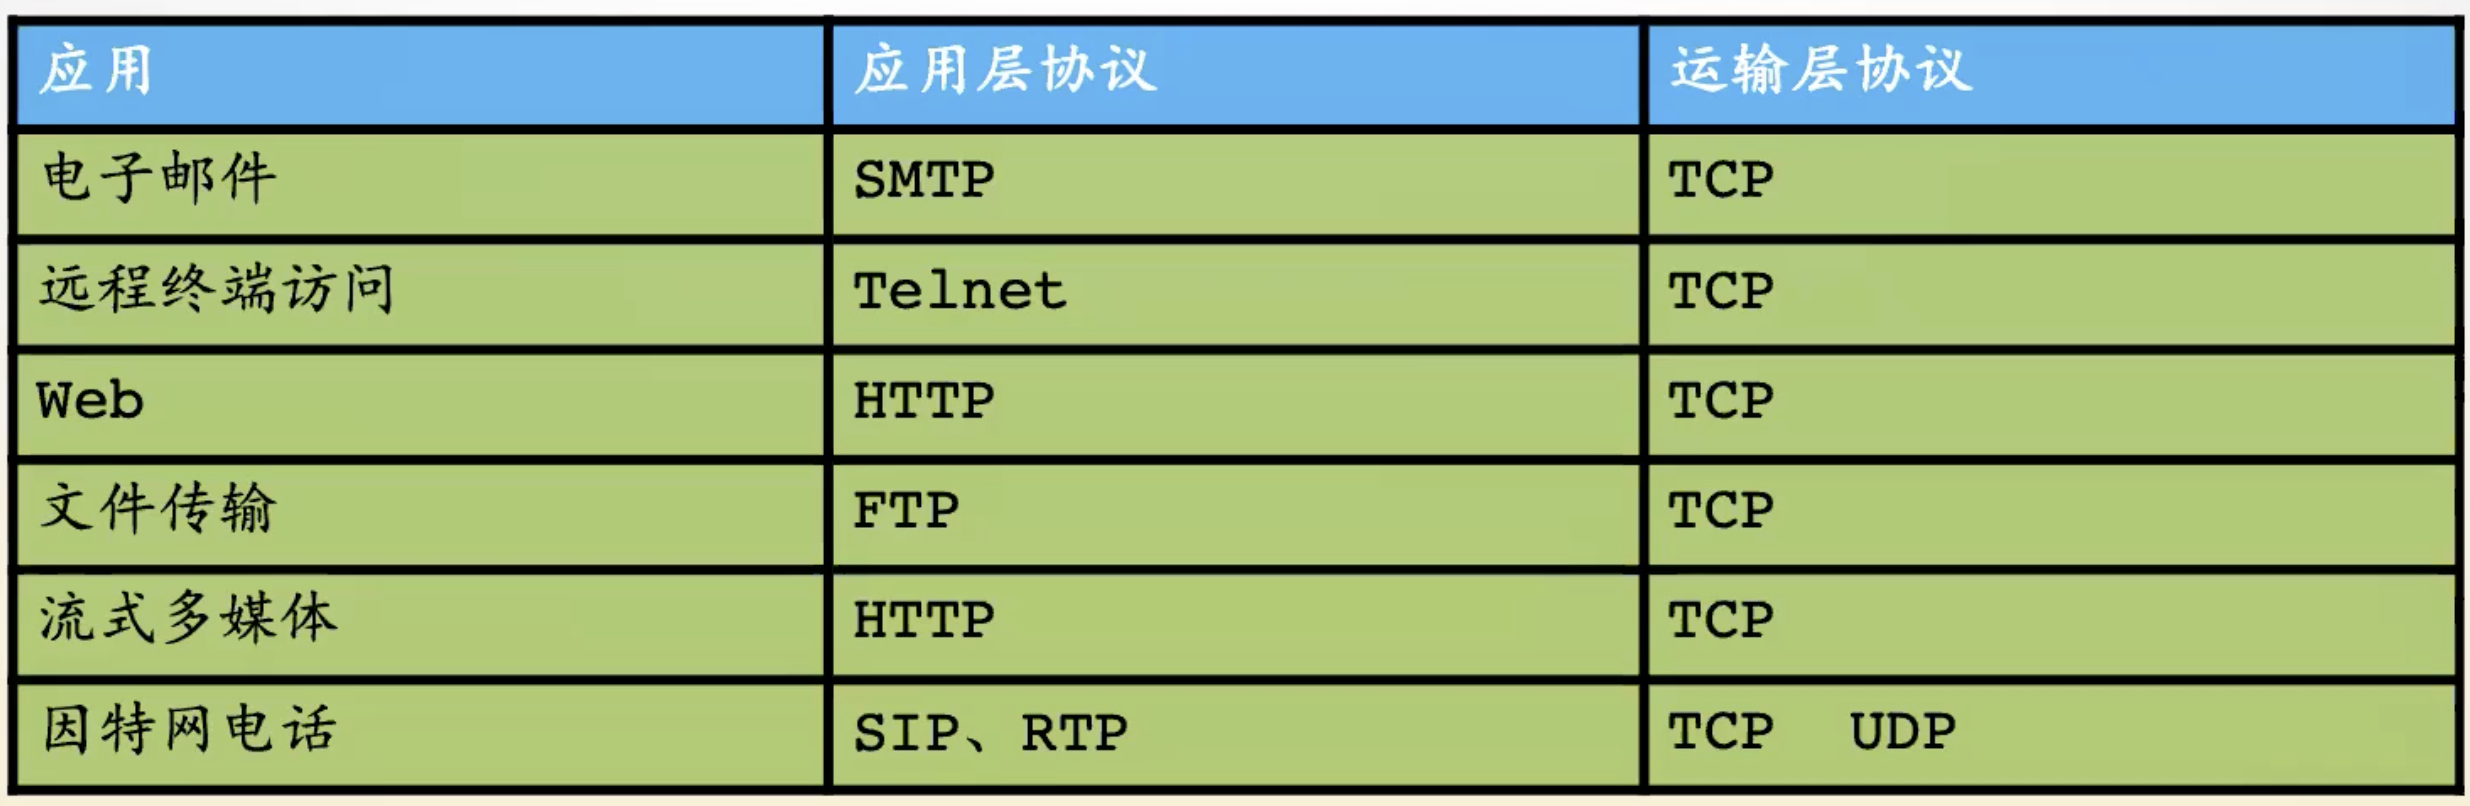 应用 应用层协议 运输层协议
电子邮件 SMTP TCP
远程终端访问 Telnet TCP
Web HTTP TCP
文件传输 FTP TCP
流式多媒体 HTTP TCP
因特网电话 SIP、RTP TCP UDP